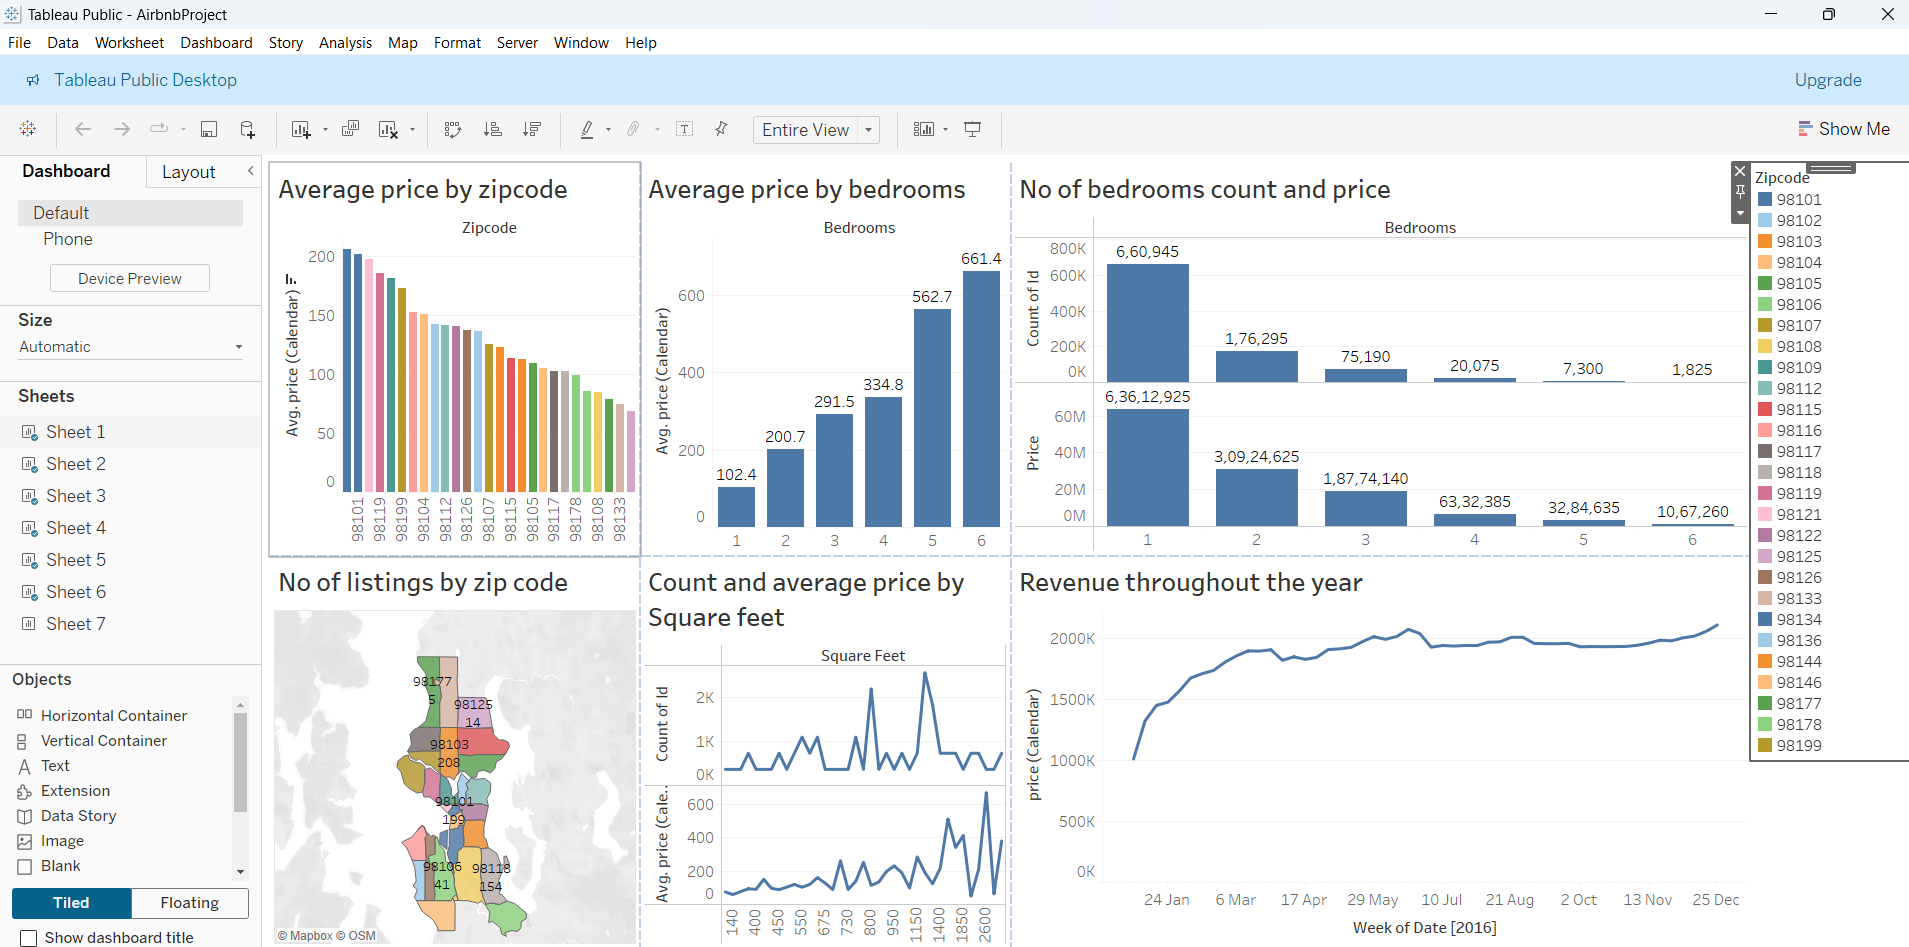 Tableau Public - AirbnbProject
File Data Worksheet Dashboard Story Analysis Map Format Server Window Help
Tableau Public Desktop
Upgrade
Entire View
Show Me
Dashboard
Layout
Default
Phone
Device Preview
Size
Automatic
Sheets
Sheet 1
Sheet 2
Sheet 3
Sheet 4
Sheet 5
Sheet 6
Sheet 7
Objects
Horizontal Container
Vertical Container
Text
Extension
Data Story
Image
Blank
Tiled
Floating
Show dashboard title
Average price by zipcode
Zipcode
Avg. price (Calendar)
200
150
100
50
0
98101 98119 98199 98104 98112 98126 98107 98115 98105 98117 98178 98108 98133
Average price by bedrooms
Bedrooms
Avg. price (Calendar)
600
400
200
0
102.4
200.7
291.5
334.8
562.7
661.4
1 2 3 4 5 6
No of bedrooms count and price
Bedrooms
Count of Id
800K
600K
400K
200K
0K
6,60,945
1,76,295
75,190
20,075
7,300
1,825
Price
60M
40M
20M
0M
6,36,12,925
3,09,24,625
1,87,74,140
63,32,385
32,84,635
10,67,260
1 2 3 4 5 6
No of listings by zip code
98177
5
98125
14
98103
208
98101
199
98106
41
98118
154
© Mapbox © OSM
Count and average price by
Square feet
Square Feet
Count of Id
2K
1K
0K
Avg. price (Cale..
600
400
200
0
140 400 450 550 675 730 800 950 1150 1400 1850 2600
Revenue throughout the year
price (Calendar)
2000K
1500K
1000K
500K
0K
24 Jan 6 Mar 17 Apr 29 May 10 Jul 21 Aug 2 Oct 13 Nov 25 Dec
Week of Date [2016]
Zipcode
98101
98102
98103
98104
98105
98106
98107
98108
98109
98112
98115
98116
98117
98118
98119
98121
98122
98125
98126
98133
98134
98136
98144
98146
98177
98178
98199